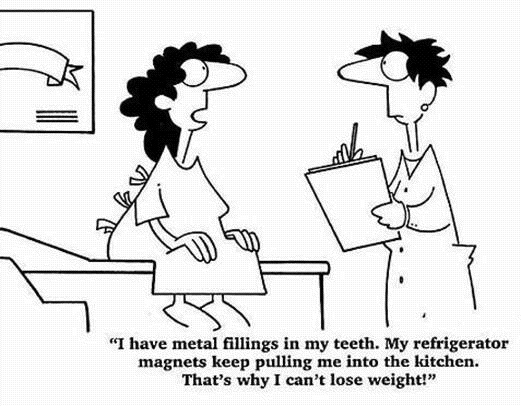 "I have metal fillings in my teeth. My refrigerator
magnets keep pulling me into the kitchen.
That's why I can't lose weight!"